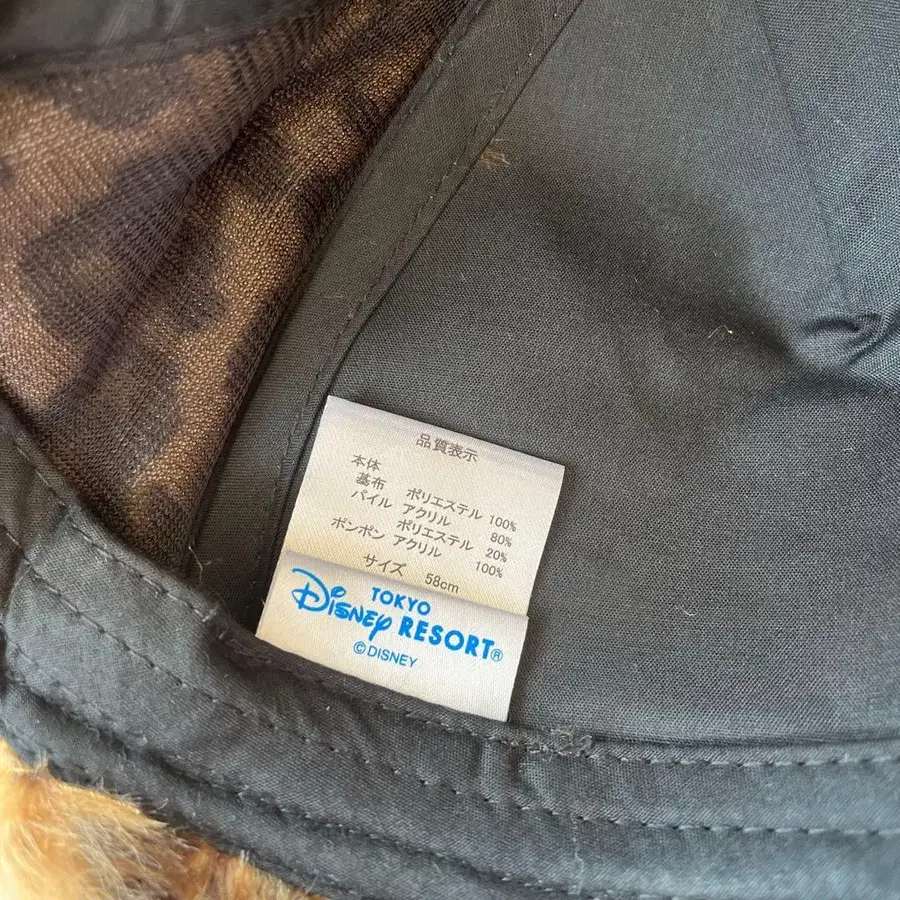 品質表示
本体
基布 ポリエステル 100%
パイル アクリル 80%
ポリエステル 20%
ポンポン アクリル 100%
サイズ 58cm
TOKYO
Disney RESORT®
©DISNEY